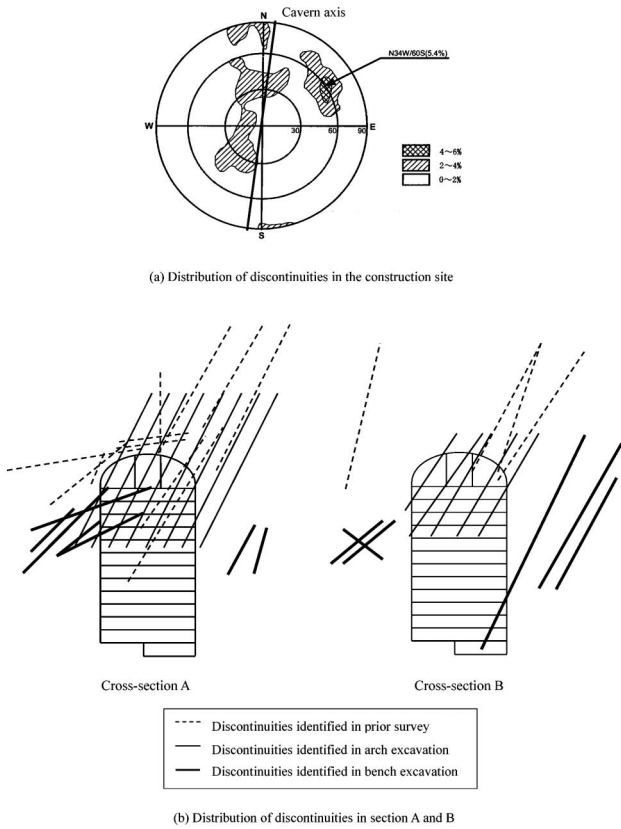 Cavern axis
N
N34W/60S(5.4%)
W
30
60
90
E
4～6%
2～4%
0～2%
S
(a) Distribution of discontinuities in the construction site
Cross-section A
Cross-section B
Discontinuities identified in prior survey
Discontinuities identified in arch excavation
Discontinuities identified in bench excavation
(b) Distribution of discontinuities in section A and B